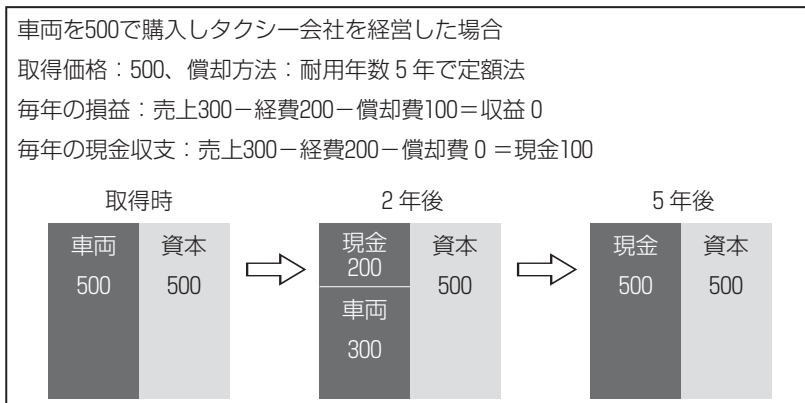 車両を500で購入しタクシー会社を経営した場合
取得価格：500、償却方法：耐用年数５年で定額法
毎年の損益：売上300－経費200－償却費100＝収益０
毎年の現金収支：売上300－経費200－償却費０＝現金100
取得時
車両
500
資本
500
２年後
現金
200
車両
300
資本
500
５年後
現金
500
資本
500